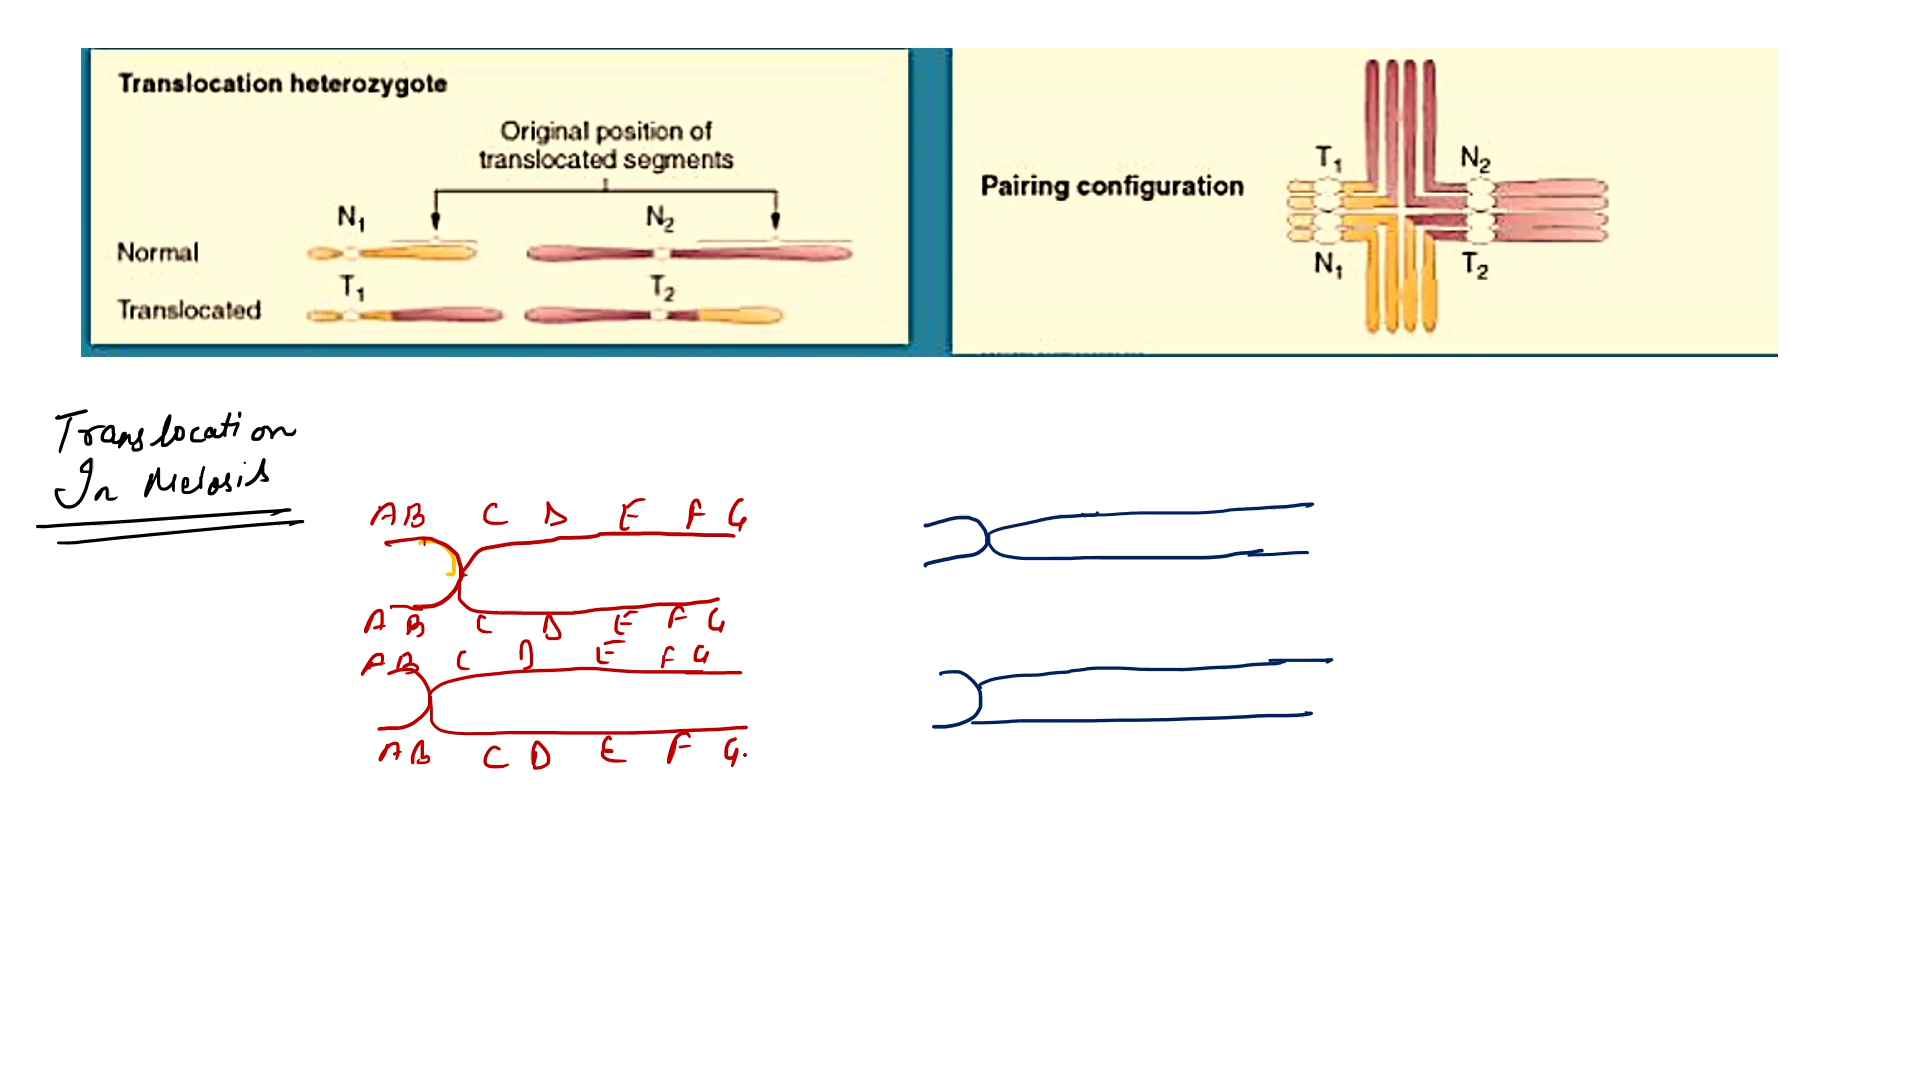 Translocation heterozygote
Original position of
translocated segments
N1 N2
Normal
T1 T2
Translocated
Pairing configuration
T1 N2
N1 T2
Translocation
In Meiosis
A B C D E F G
A B C D E F G
A B C D E F G
A B C D E F G.